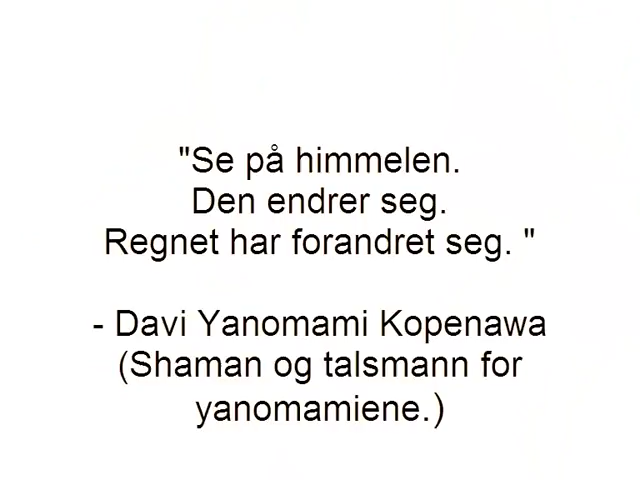 "Se på himmelen.
Den endrer seg.
Regnet har forandret seg. "
- Davi Yanomami Kopenawa
(Shaman og talsmann for
yanomamiene.)